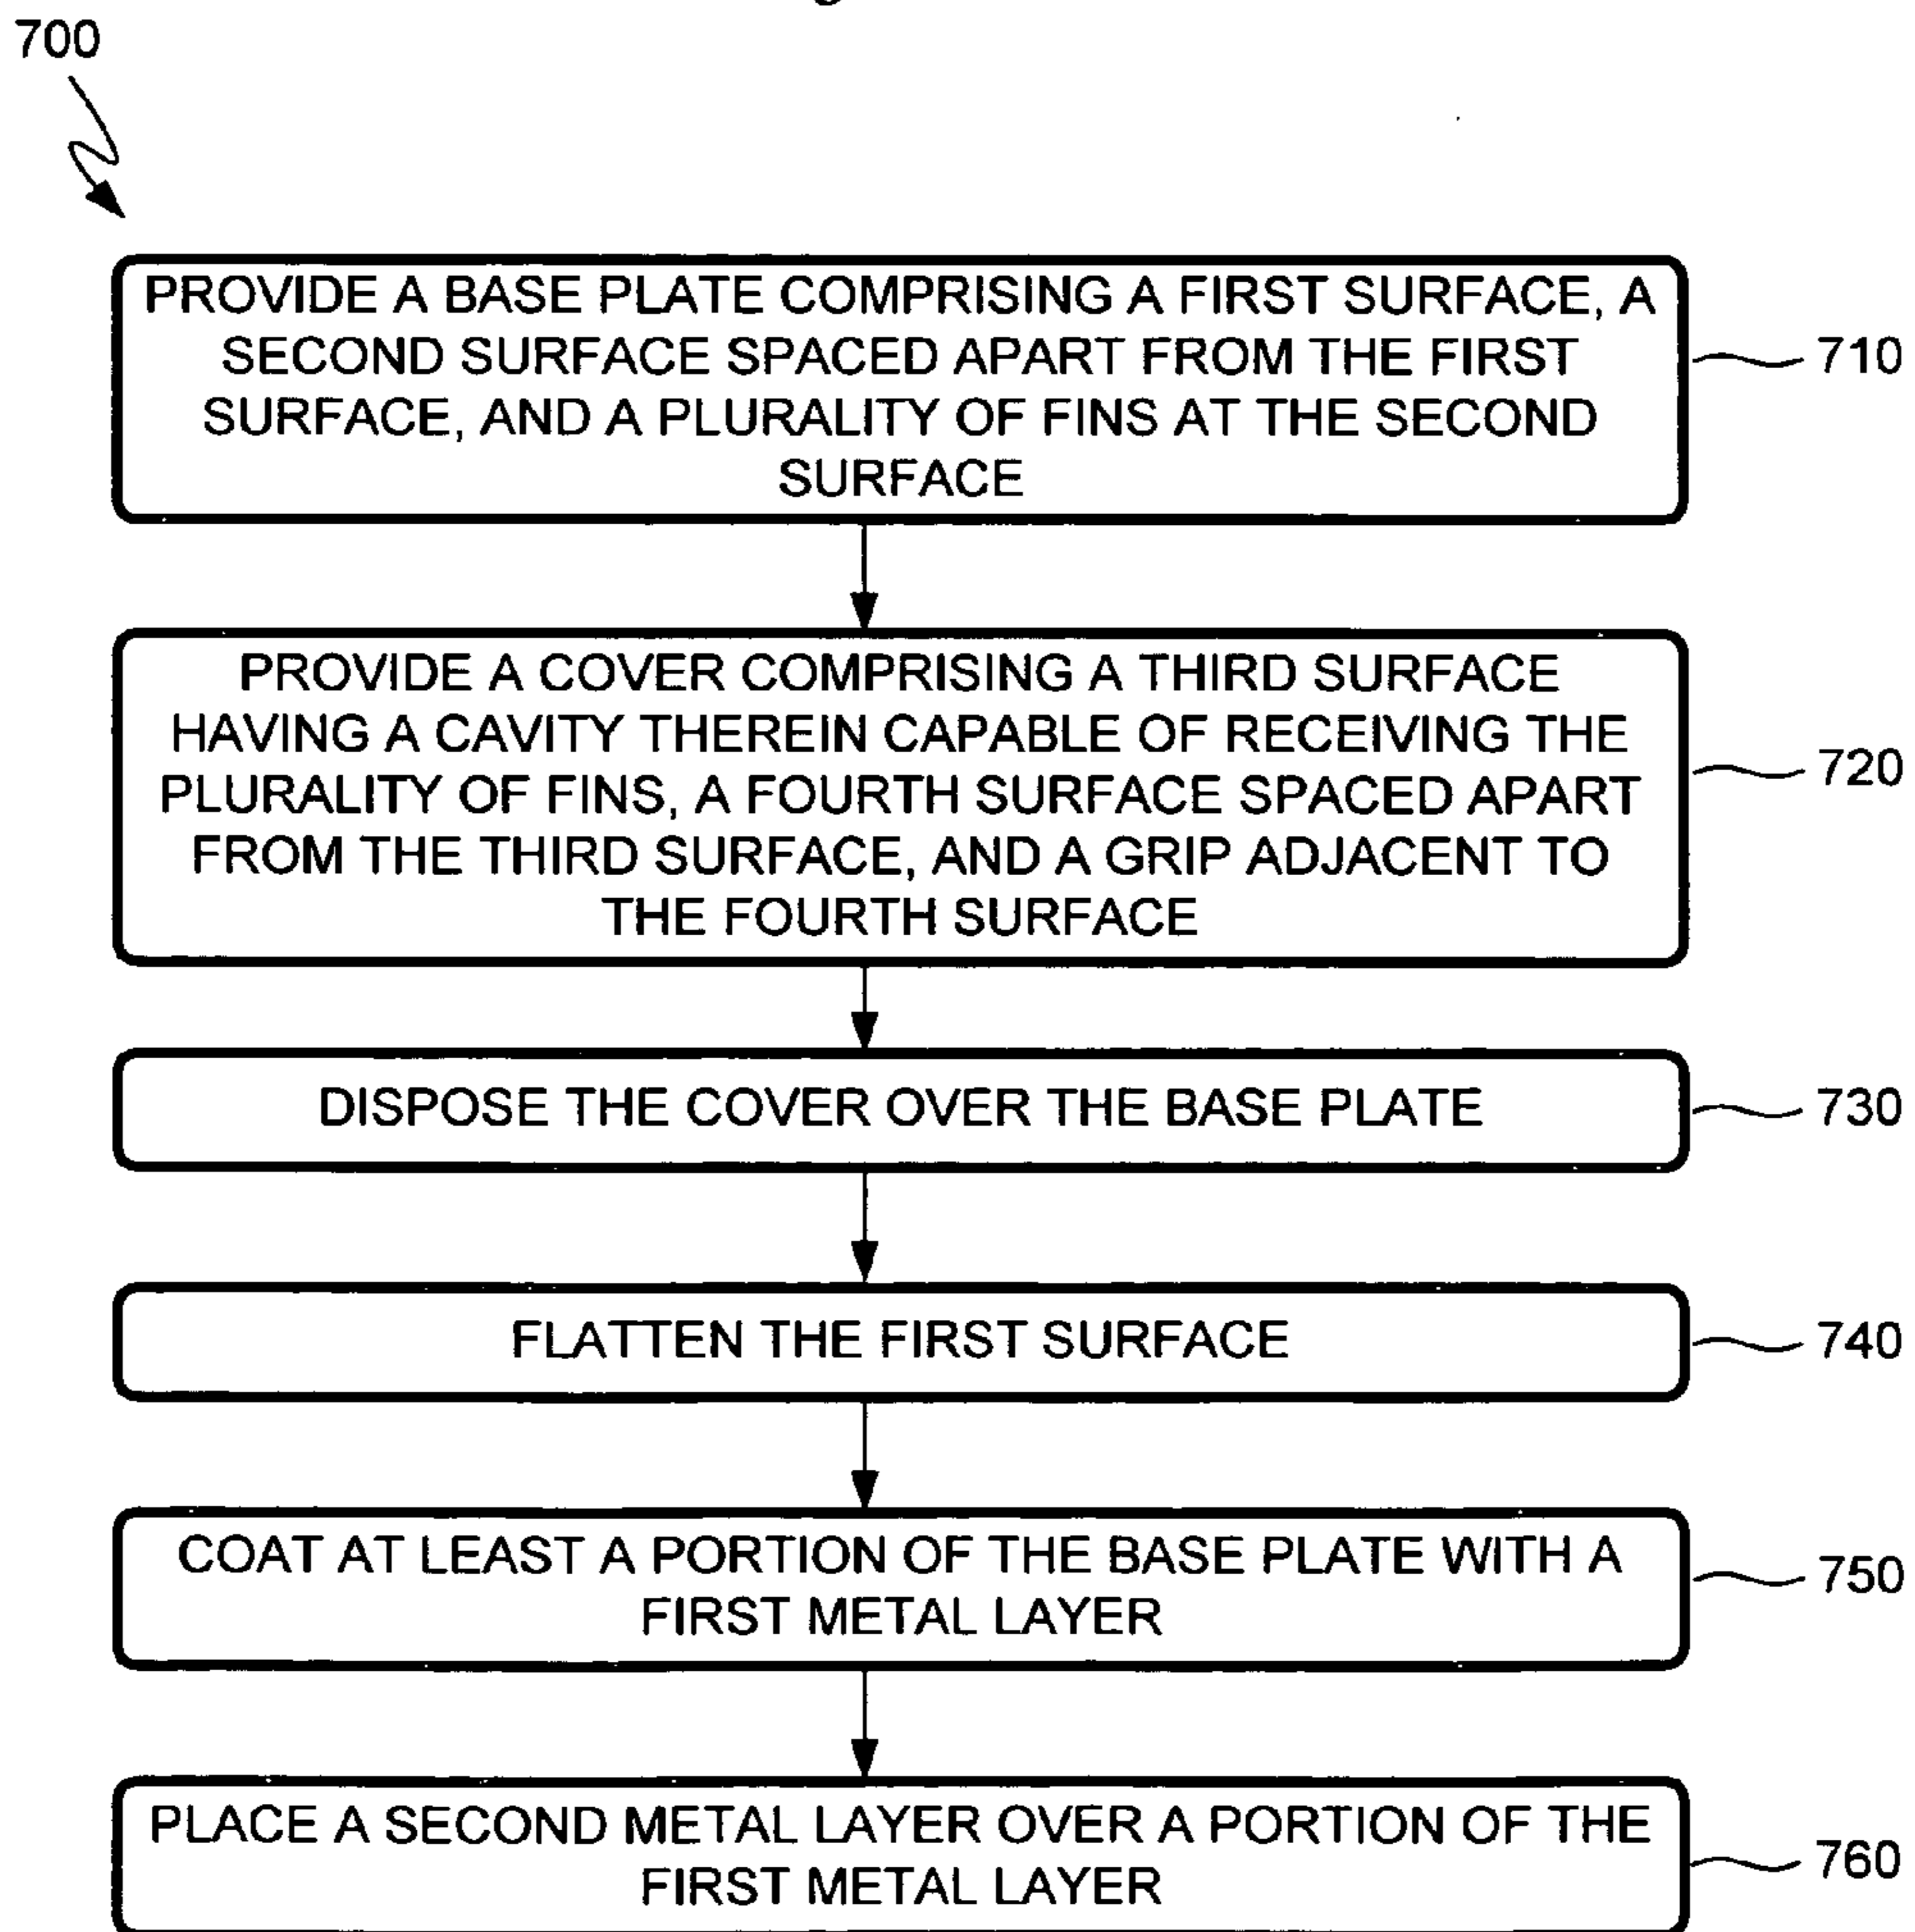 700
PROVIDE A BASE PLATE COMPRISING A FIRST SURFACE, A
SECOND SURFACE SPACED APART FROM THE FIRST
SURFACE, AND A PLURALITY OF FINS AT THE SECOND
SURFACE
710
PROVIDE A COVER COMPRISING A THIRD SURFACE
HAVING A CAVITY THEREIN CAPABLE OF RECEIVING THE
PLURALITY OF FINS, A FOURTH SURFACE SPACED APART
FROM THE THIRD SURFACE, AND A GRIP ADJACENT TO
THE FOURTH SURFACE
720
DISPOSE THE COVER OVER THE BASE PLATE
730
FLATTEN THE FIRST SURFACE
740
COAT AT LEAST A PORTION OF THE BASE PLATE WITH A
FIRST METAL LAYER
750
PLACE A SECOND METAL LAYER OVER A PORTION OF THE
FIRST METAL LAYER
760